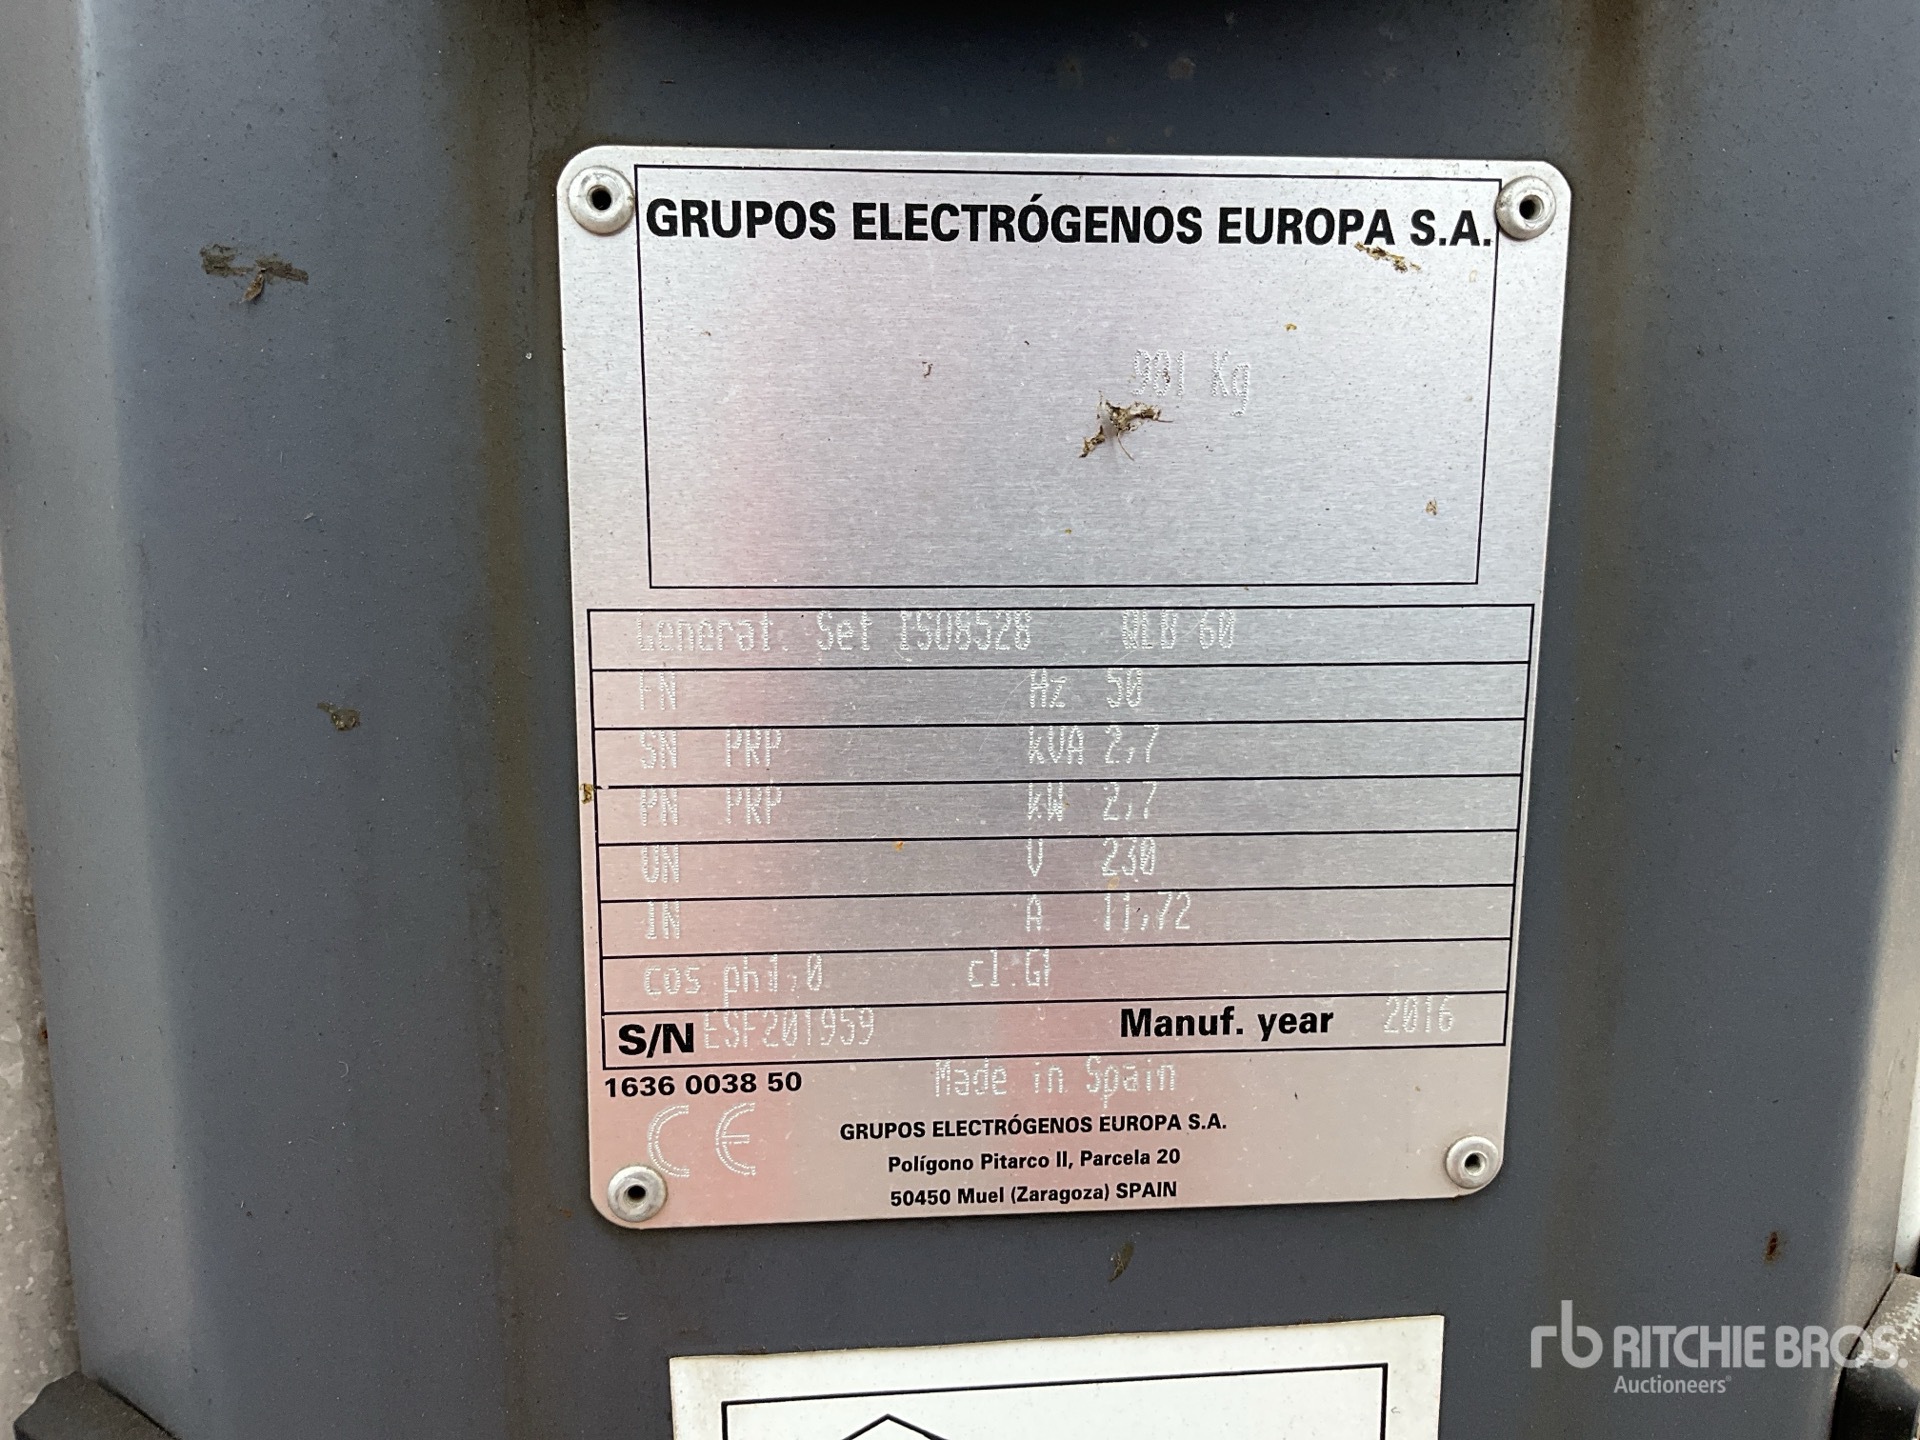 GRUPOS ELECTRÓGENOS EUROPA S.A.
901 Kg
Generat. Set ISO8528 QLB 60
FN Hz 50
SN PRP kVA 2,7
PN PRP kW 2,7
UN V 230
IN A 11,72
cos phi1,0 cl.G1
S/N ESF201959 Manuf. year 2016
1636 0038 50 Made in Spain
CE
GRUPOS ELECTRÓGENOS EUROPA S.A.
Polígono Pitarco II, Parcela 20
50450 Muel (Zaragoza) SPAIN
rb RITCHIE BROS.
Auctioneers